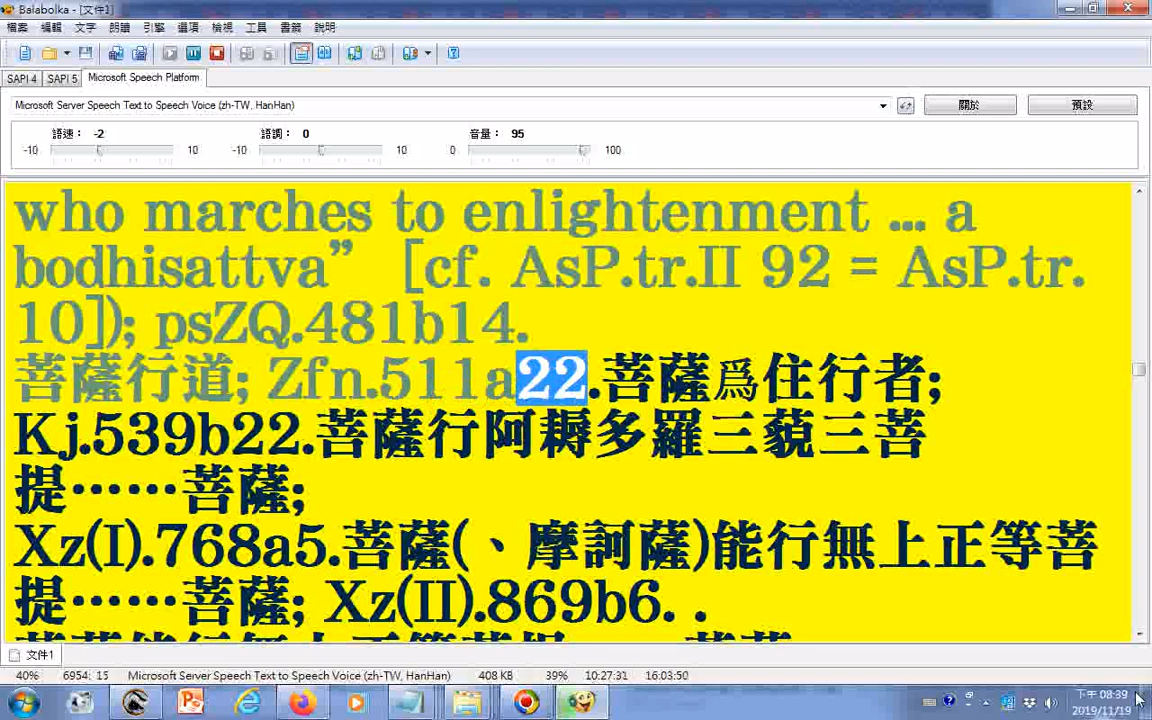 Balabolka - [文件1]
檔案 編輯 文字 朗讀 引擎 選項 檢視 工具 書籤 說明
SAPI 4 SAPI 5 Microsoft Speech Platform
Microsoft Server Speech Text to Speech Voice (zh-TW, HanHan) 關於 預設
語速： -2 語調： 0 音量： 95
-10 10 -10 10 0 100
who marches to enlightenment ... a
bodhisattva” [cf. AsP.tr.II 92 = AsP.tr.
10]); psZQ.481b14.
菩薩行道; Zfn.511a22.菩薩爲住行者;
Kj.539b22.菩薩行阿耨多羅三藐三菩
提⋯⋯菩薩;
Xz(I).768a5.菩薩(、摩訶薩)能行無上正等菩
提⋯⋯菩薩; Xz(II).869b6. .
文件1
40% 6954: 15 Microsoft Server Speech Text to Speech Voice (zh-TW, HanHan) 408 KB 39% 10:27:31 16:03:50
下午 08:39
2019/11/19